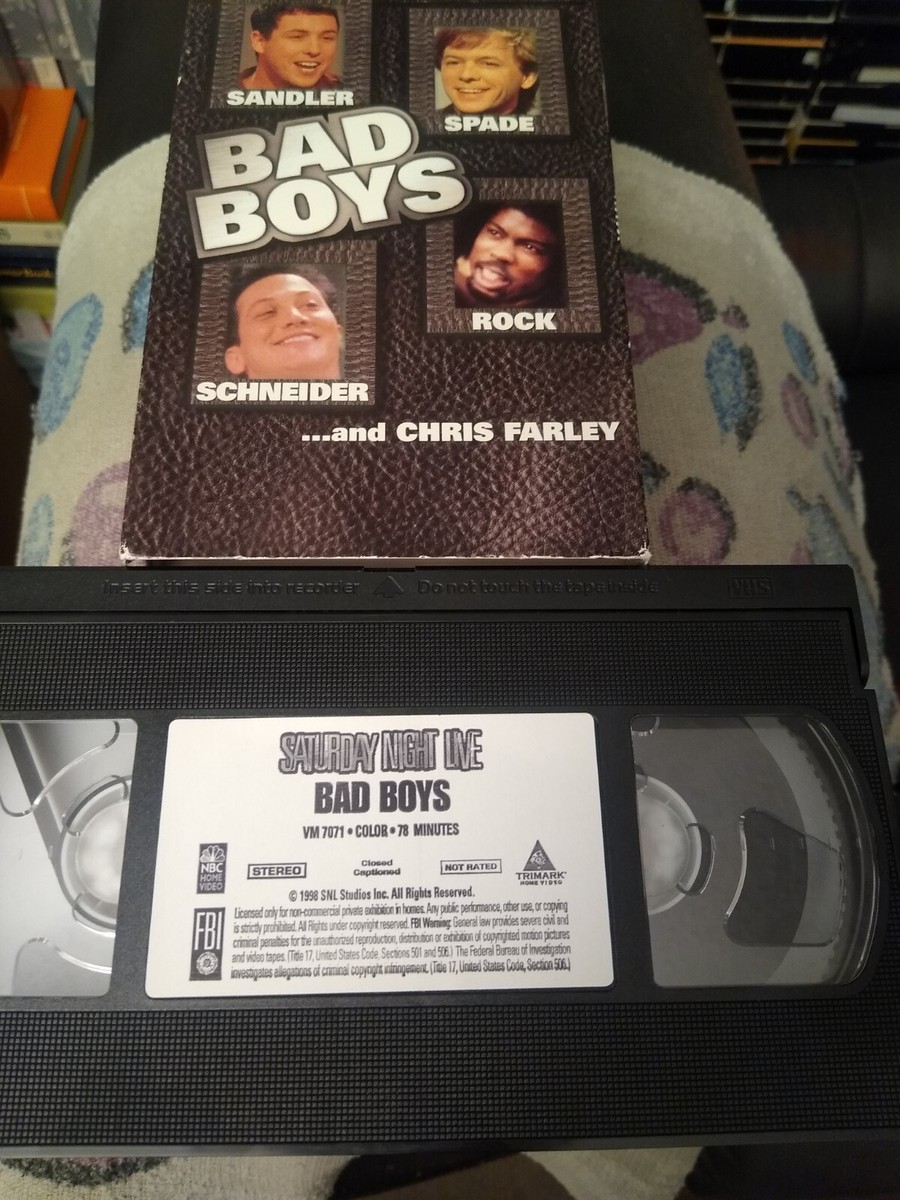 SANDLER
SPADE
BAD
BOYS
ROCK
SCHNEIDER
...and CHRIS FARLEY
Insert this side into recorder Do not touch the tape inside VHS
SATURDAY NIGHT LIVE
BAD BOYS
VM 7071 • COLOR • 78 MINUTES
NBC
HOME
VIDEO
STEREO
Closed
Captioned
NOT RATED
TRIMARK
HOME VIDEO
© 1998 SNL Studios Inc. All Rights Reserved.
FBI
Licensed only for non-commercial private exhibition in homes. Any public performance, other use, or copying
is strictly prohibited. All Rights under copyright reserved. FBI Warning: General law provides severe civil and
criminal penalties for the unauthorized reproduction, distribution or exhibition of copyrighted motion pictures
and video tapes. (Title 17, United States Code, Sections 501 and 506.) The Federal Bureau of Investigation
investigates allegations of criminal copyright infringement. (Title 17, United States Code, Section 506.)